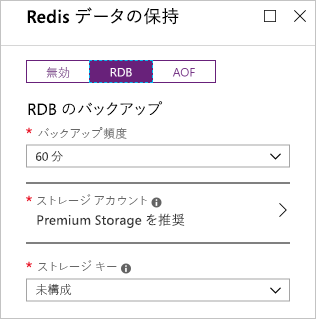 Redis データの保持
無効 RDB AOF
RDB のバックアップ
* バックアップ頻度
60 分
* ストレージ アカウント
Premium Storage を推奨
* ストレージ キー
未構成